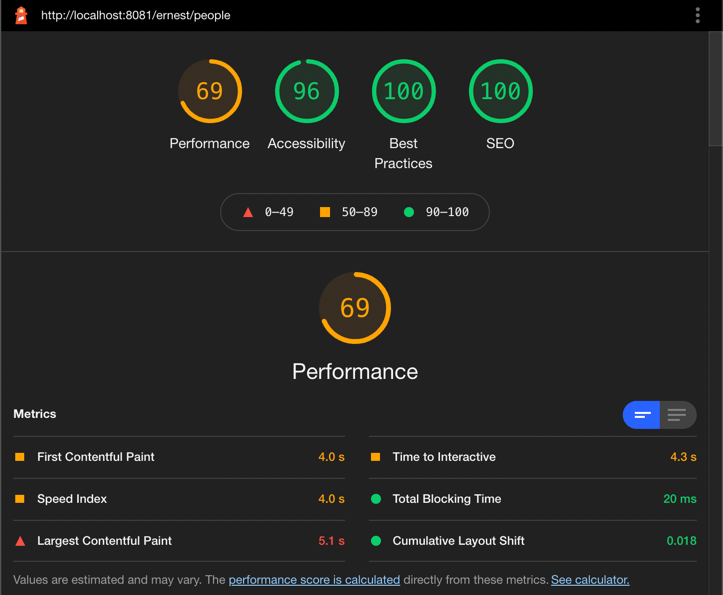 http://localhost:8081/ernest/people
69 96 100 100
Performance Accessibility Best Practices SEO
0–49 50–89 90–100
69
Performance
Metrics
First Contentful Paint 4.0 s
Time to Interactive 4.3 s
Speed Index 4.0 s
Total Blocking Time 20 ms
Largest Contentful Paint 5.1 s
Cumulative Layout Shift 0.018
Values are estimated and may vary. The performance score is calculated directly from these metrics. See calculator.